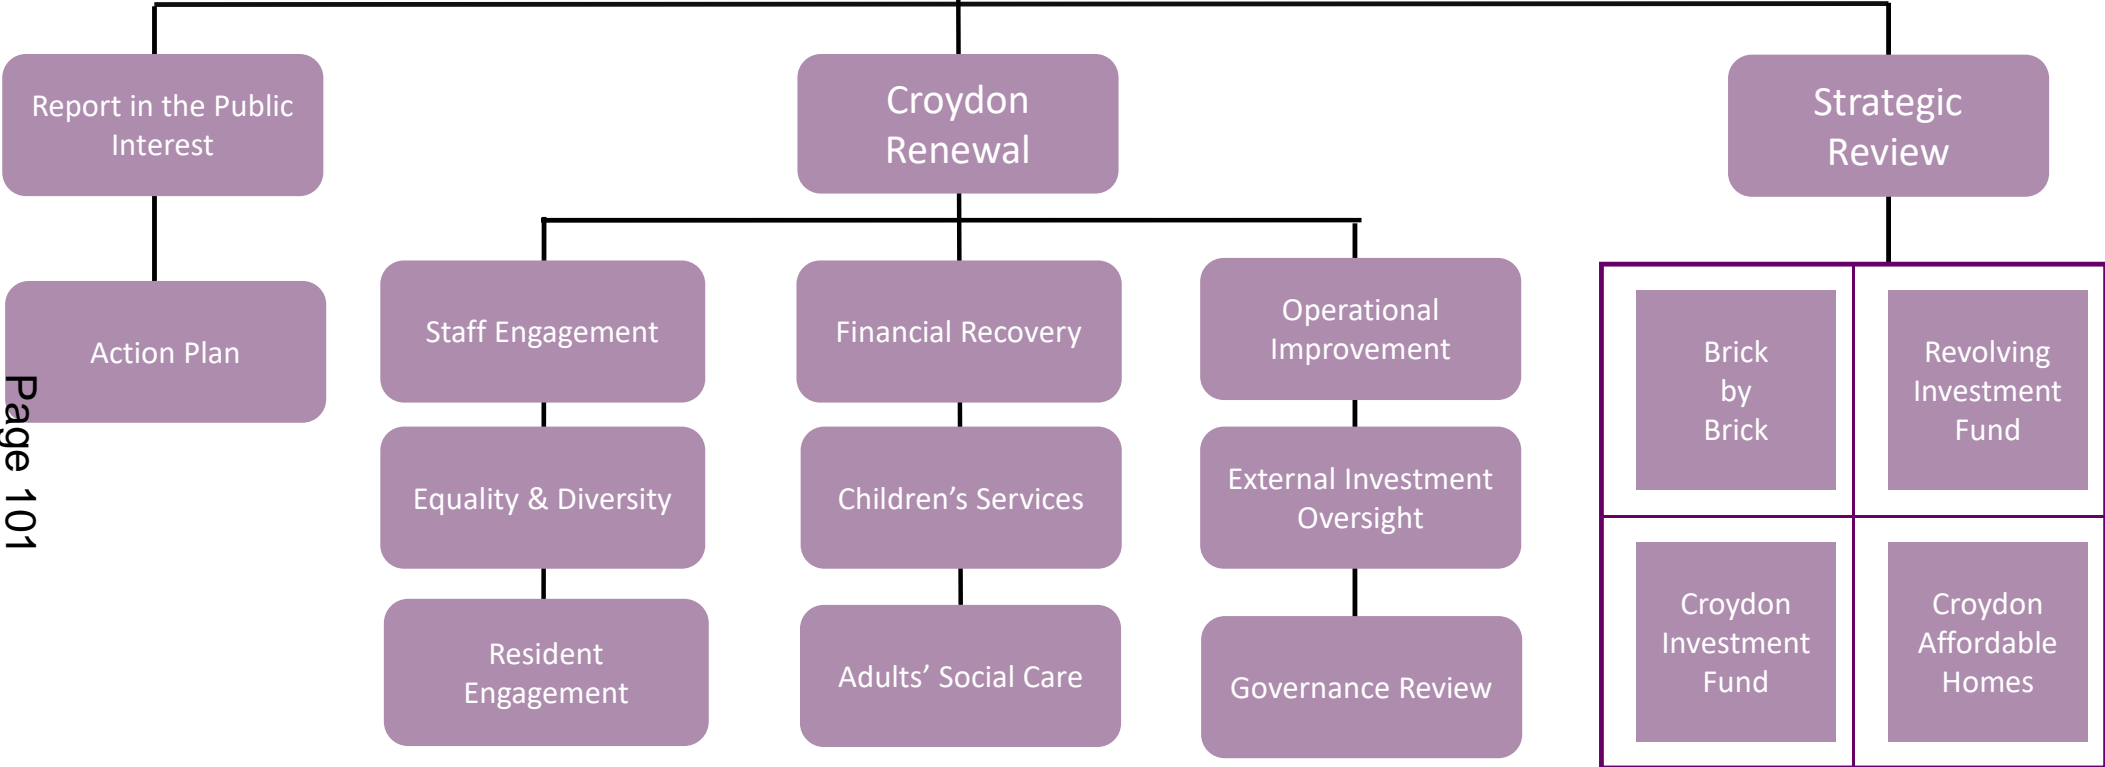 Report in the Public
Interest
Croydon
Renewal
Strategic
Review
Action Plan
Staff Engagement
Equality & Diversity
Resident
Engagement
Financial Recovery
Children’s Services
Adults’ Social Care
Operational
Improvement
External Investment
Oversight
Governance Review
Brick
by
Brick
Revolving
Investment
Fund
Croydon
Investment
Fund
Croydon
Affordable
Homes
Page 101